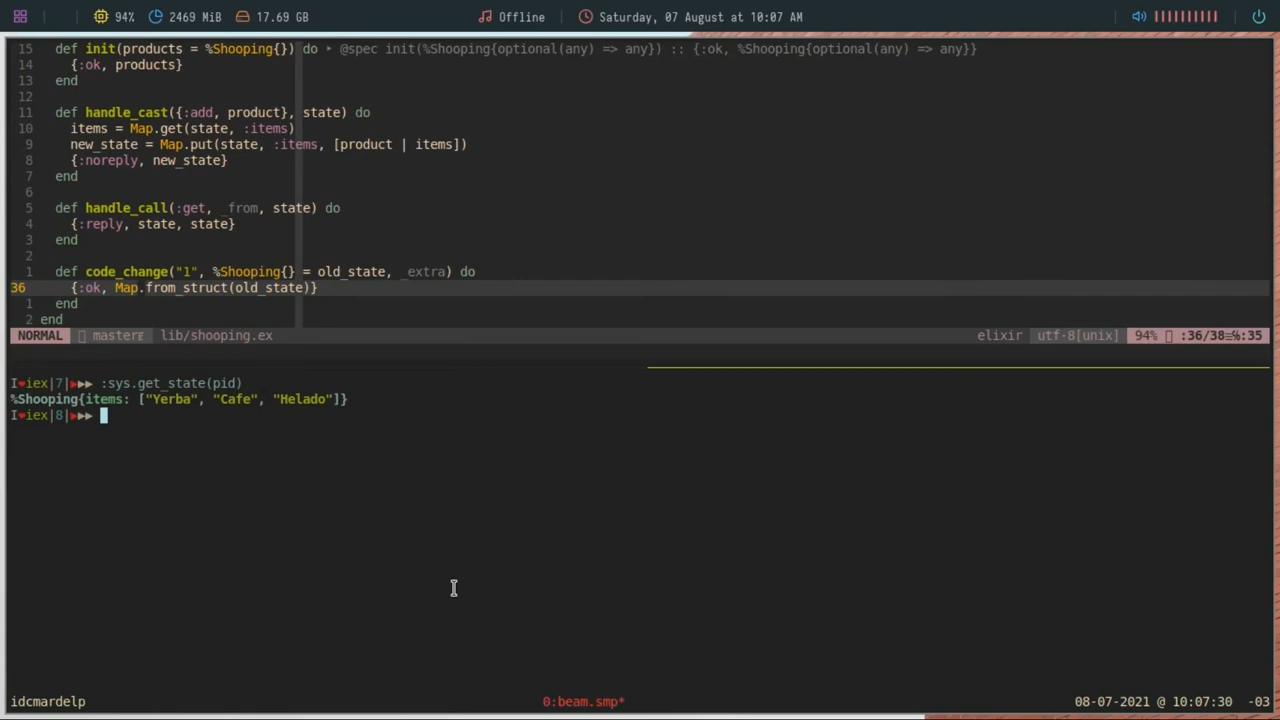 94% 2469 MiB 17.69 GB Offline Saturday, 07 August at 10:07 AM
15 def init(products = %Shooping{}) do ‣ @spec init(%Shooping{optional(any) => any}) :: {:ok, %Shooping{optional(any) => any}}
14 {:ok, products}
13 end
12
11 def handle_cast({:add, product}, state) do
10 items = Map.get(state, :items)
9 new_state = Map.put(state, :items, [product | items])
8 {:noreply, new_state}
7 end
6
5 def handle_call(:get, _from, state) do
4 {:reply, state, state}
3 end
2
1 def code_change("1", %Shooping{} = old_state, _extra) do
36 {:ok, Map.from_struct(old_state)}
1 end
2 end
NORMAL master lib/shooping.ex elixir utf-8[unix] 94% :36/38≡℅:35
I♥iex|7|▶▶▶ :sys.get_state(pid)
%Shooping{items: ["Yerba", "Cafe", "Helado"]}
I♥iex|8|▶▶▶
idcmardelp 0:beam.smp* 08-07-2021 @ 10:07:30 -03